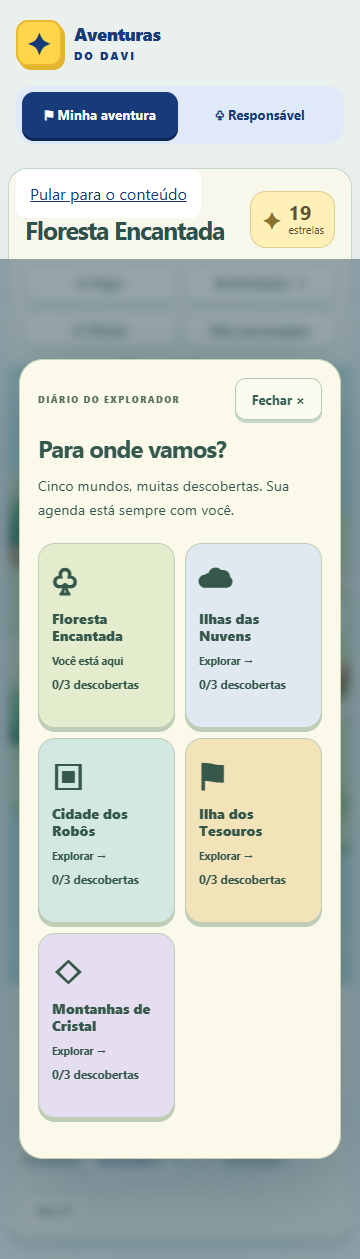 Aventuras
DO DAVI
Minha aventura
Responsável
Pular para o conteúdo
Floresta Encantada
19
estrelas
DIÁRIO DO EXPLORADOR
Fechar ×
Para onde vamos?
Cinco mundos, muitas descobertas. Sua
agenda está sempre com você.
Floresta
Encantada
Você está aqui
0/3 descobertas
Ilhas das
Nuvens
Explorar →
0/3 descobertas
Cidade dos
Robôs
Explorar →
0/3 descobertas
Ilha dos
Tesouros
Explorar →
0/3 descobertas
Montanhas de
Cristal
Explorar →
0/3 descobertas